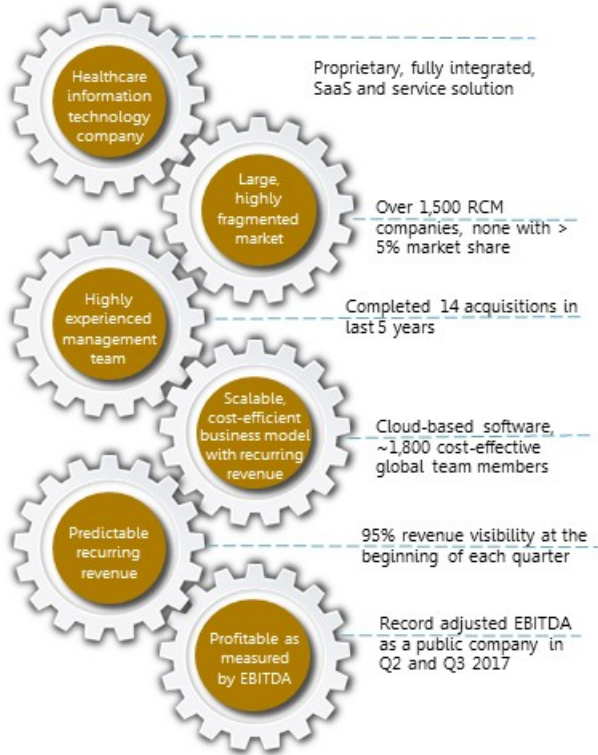 Healthcare
information
technology
company
Proprietary, fully integrated,
SaaS and service solution
Large,
highly
fragmented
market
Over 1,500 RCM
companies, none with >
5% market share
Highly
experienced
management
team
Completed 14 acquisitions in
last 5 years
Scalable,
cost-efficient
business model
with recurring
revenue
Cloud-based software,
~1,800 cost-effective
global team members
Predictable
recurring
revenue
95% revenue visibility at the
beginning of each quarter
Profitable as
measured
by EBITDA
Record adjusted EBITDA
as a public company in
Q2 and Q3 2017